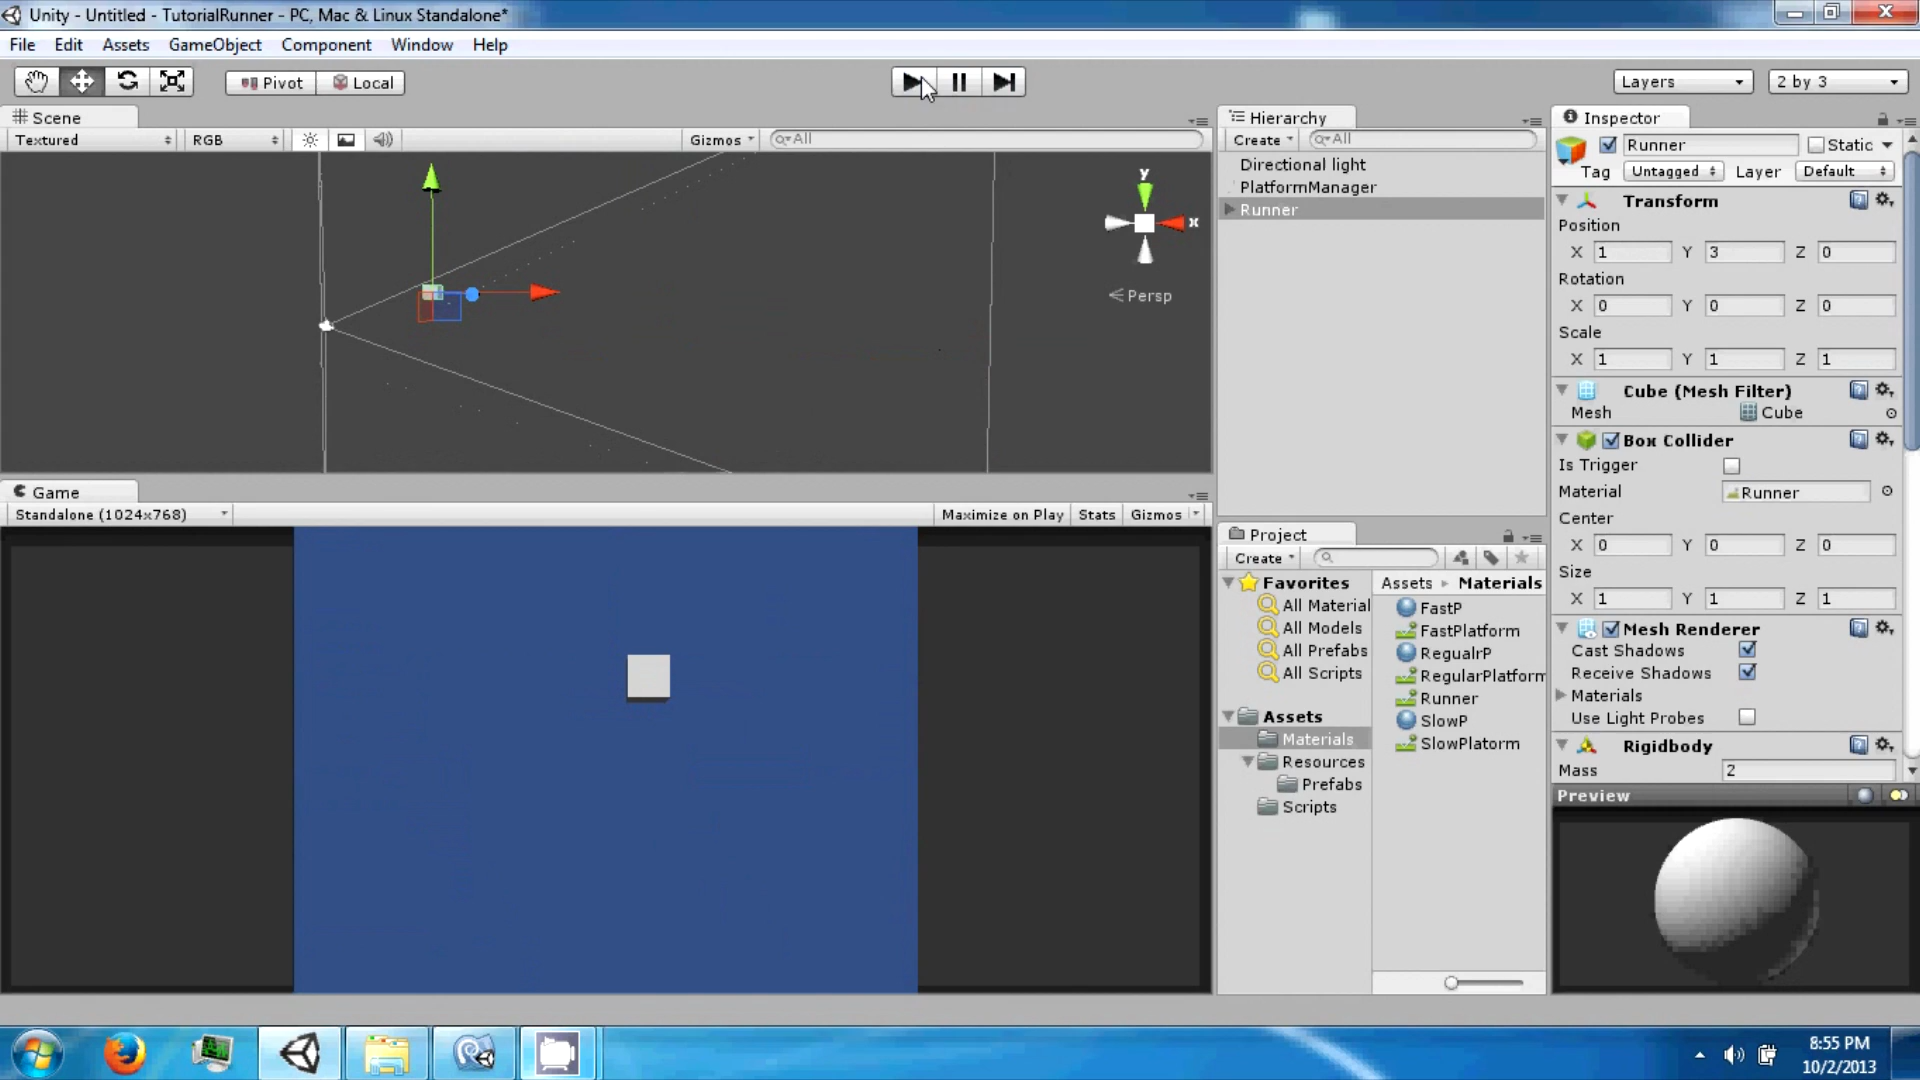 Unity - Untitled - TutorialRunner - PC, Mac & Linux Standalone*
File Edit Assets GameObject Component Window Help
Pivot Local Layers 2 by 3
Scene
Textured RGB Gizmos All
y
x
Persp
Game
Standalone (1024x768) Maximize on Play Stats Gizmos
Hierarchy
Create All
Directional light
PlatformManager
Runner
Project
Create
Favorites
All Material
All Models
All Prefabs
All Scripts
Assets
Materials
Resources
Prefabs
Scripts
Assets Materials
FastP
FastPlatform
RegualrP
RegularPlatform
Runner
SlowP
SlowPlatorm
Inspector
Runner Static
Tag Untagged Layer Default
Transform
Position
X 1 Y 3 Z 0
Rotation
X 0 Y 0 Z 0
Scale
X 1 Y 1 Z 1
Cube (Mesh Filter)
Mesh Cube
Box Collider
Is Trigger
Material Runner
Center
X 0 Y 0 Z 0
Size
X 1 Y 1 Z 1
Mesh Renderer
Cast Shadows
Receive Shadows
Materials
Use Light Probes
Rigidbody
Mass 2
Preview
8:55 PM
10/2/2013